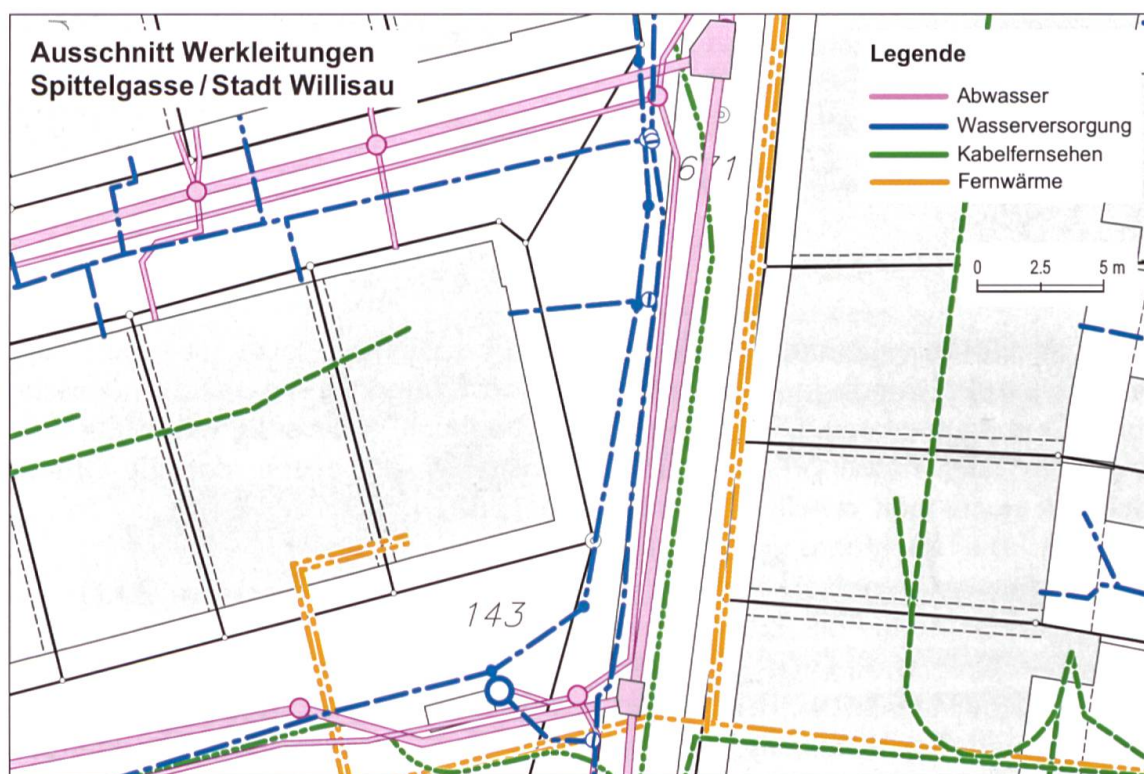 Ausschnitt Werkleitungen
Spittelgasse / Stadt Willisau
Legende
Abwasser
Wasserversorgung
Kabelfernsehen
Fernwärme
0 2.5 5 m
671
143